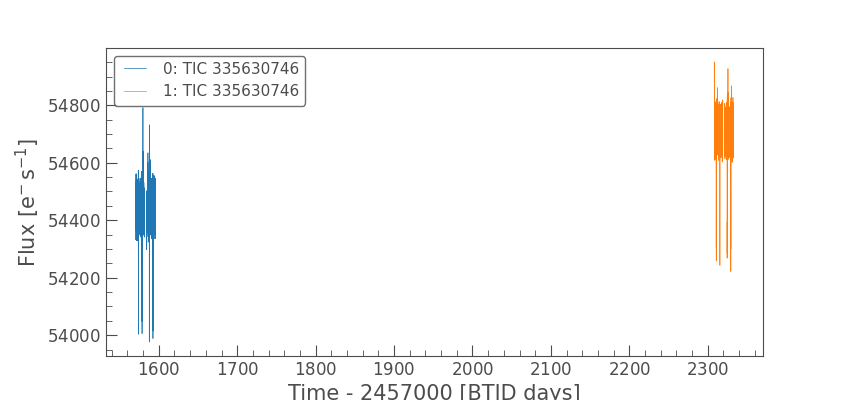 0: TIC 335630746
1: TIC 335630746
Flux [e⁻ s⁻¹]
54800
54600
54400
54200
54000
1600 1700 1800 1900 2000 2100 2200 2300
Time - 2457000 [BTJD days]